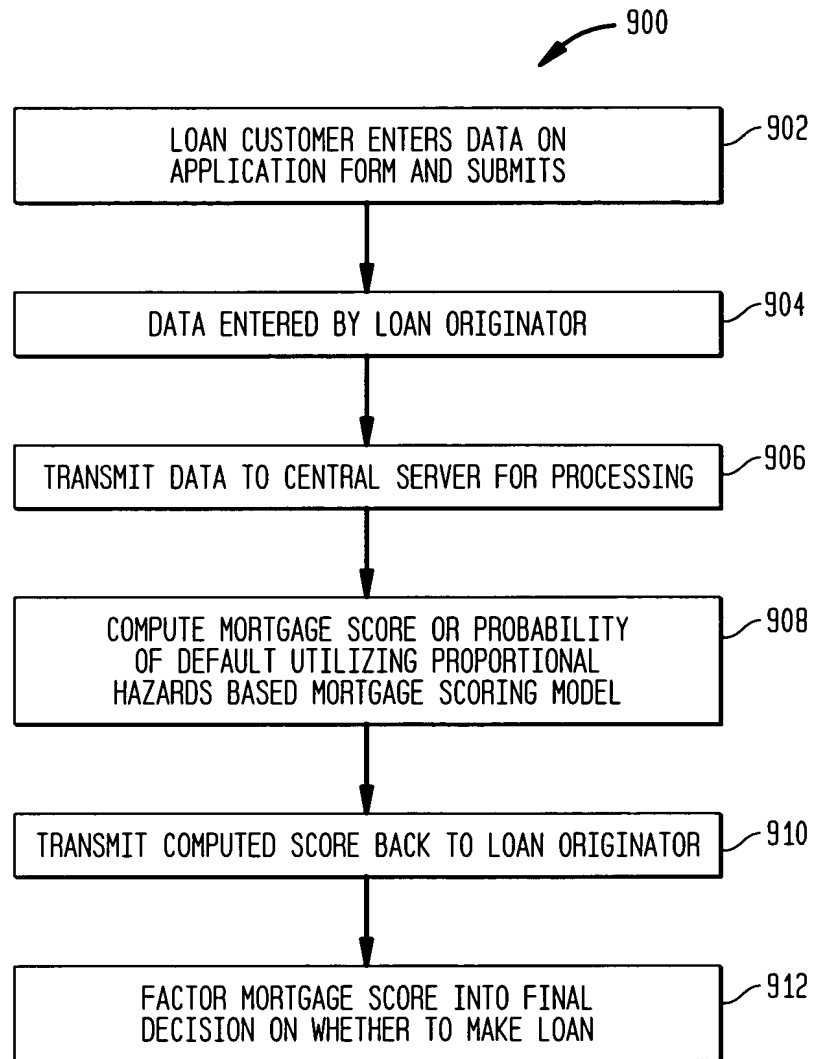 900
LOAN CUSTOMER ENTERS DATA ON
APPLICATION FORM AND SUBMITS
902
DATA ENTERED BY LOAN ORIGINATOR
904
TRANSMIT DATA TO CENTRAL SERVER FOR PROCESSING
906
COMPUTE MORTGAGE SCORE OR PROBABILITY
OF DEFAULT UTILIZING PROPORTIONAL
HAZARDS BASED MORTGAGE SCORING MODEL
908
TRANSMIT COMPUTED SCORE BACK TO LOAN ORIGINATOR
910
FACTOR MORTGAGE SCORE INTO FINAL
DECISION ON WHETHER TO MAKE LOAN
912